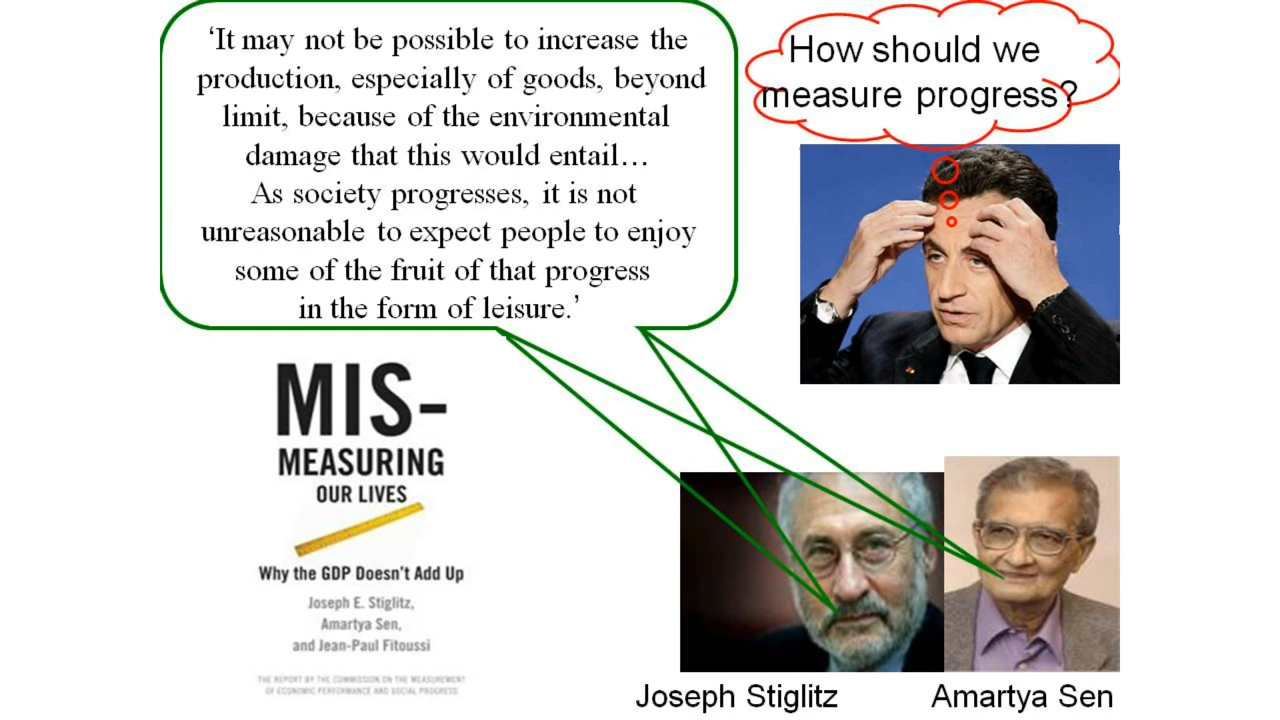 ‘It may not be possible to increase the
production, especially of goods, beyond
limit, because of the environmental
damage that this would entail…
As society progresses, it is not
unreasonable to expect people to enjoy
some of the fruit of that progress
in the form of leisure.’
How should we
measure progress?
MIS-
MEASURING
OUR LIVES
Why the GDP Doesn't Add Up
Joseph E. Stiglitz,
Amartya Sen,
and Jean-Paul Fitoussi
THE REPORT BY THE COMMISSION ON THE MEASUREMENT
OF ECONOMIC PERFORMANCE AND SOCIAL PROGRESS
Joseph Stiglitz
Amartya Sen